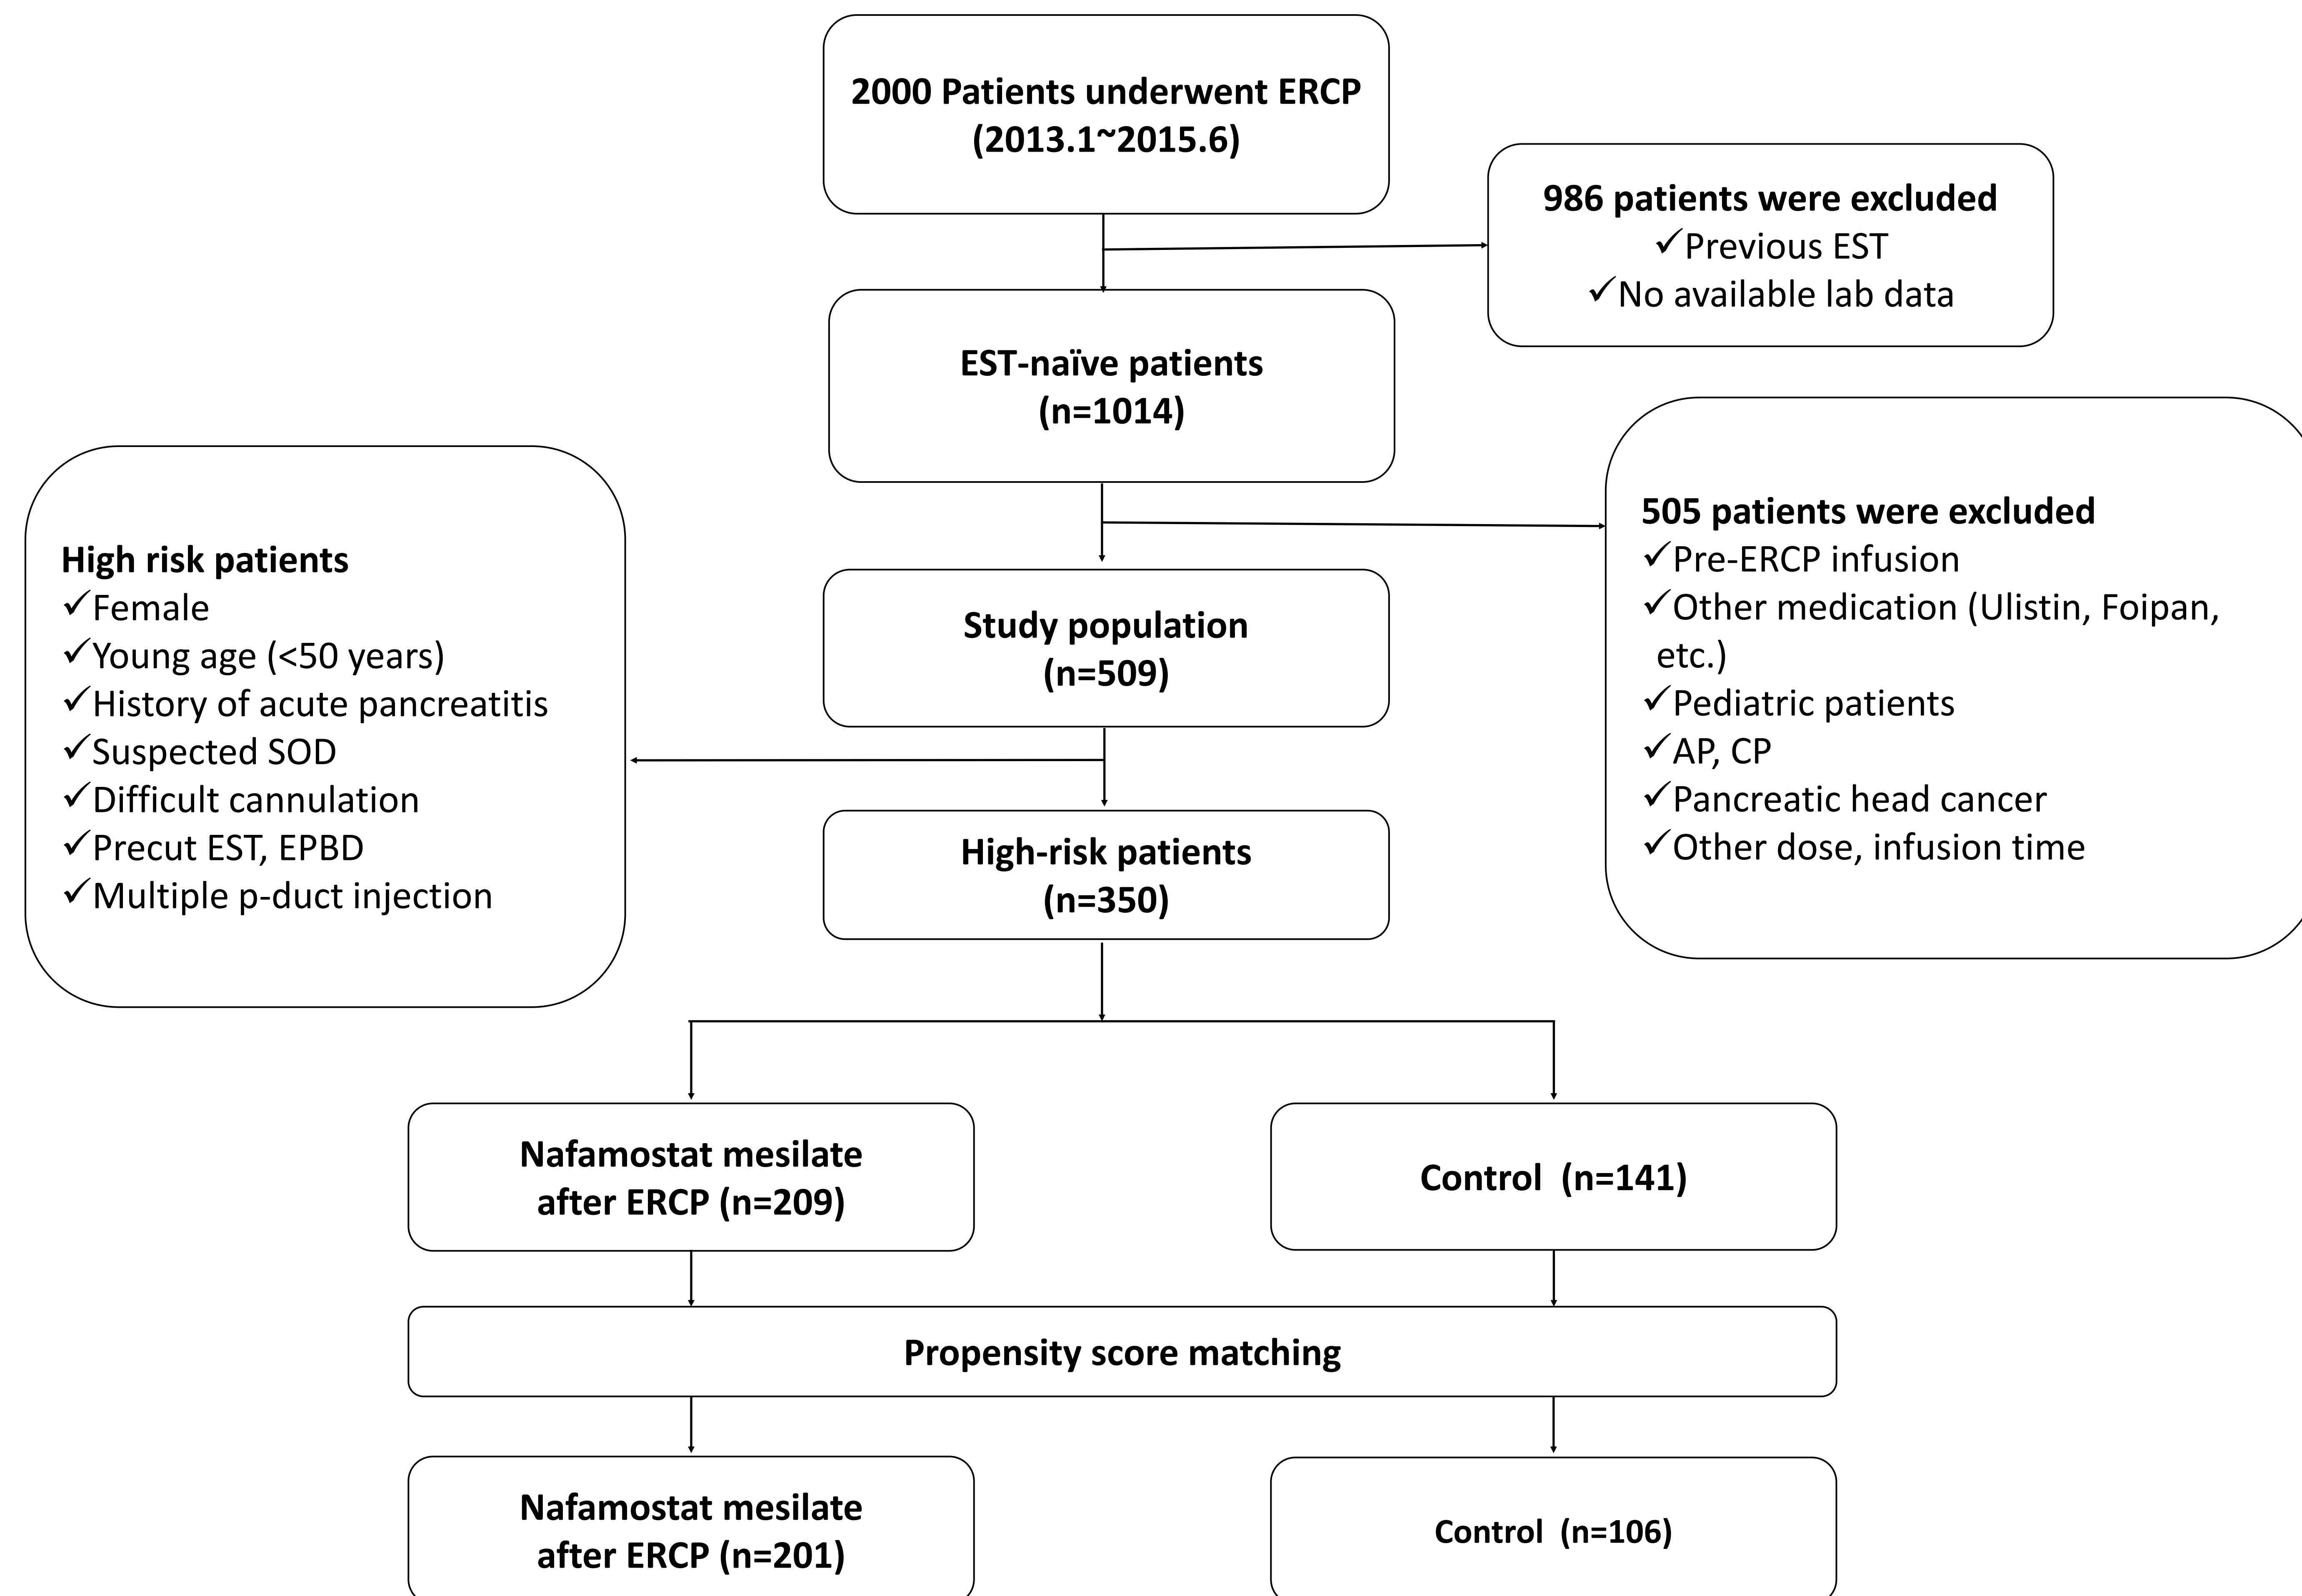 2000 Patients underwent ERCP
(2013.1~2015.6)
986 patients were excluded
✓Previous EST
✓No available lab data
EST-naïve patients
(n=1014)
505 patients were excluded
✓Pre-ERCP infusion
✓Other medication (Ulistin, Foipan,
etc.)
✓Pediatric patients
✓AP, CP
✓Pancreatic head cancer
✓Other dose, infusion time
Study population
(n=509)
High risk patients
✓Female
✓Young age (<50 years)
✓History of acute pancreatitis
✓Suspected SOD
✓Difficult cannulation
✓Precut EST, EPBD
✓Multiple p-duct injection
High-risk patients
(n=350)
Nafamostat mesilate
after ERCP (n=209)
Control (n=141)
Propensity score matching
Nafamostat mesilate
after ERCP (n=201)
Control (n=106)